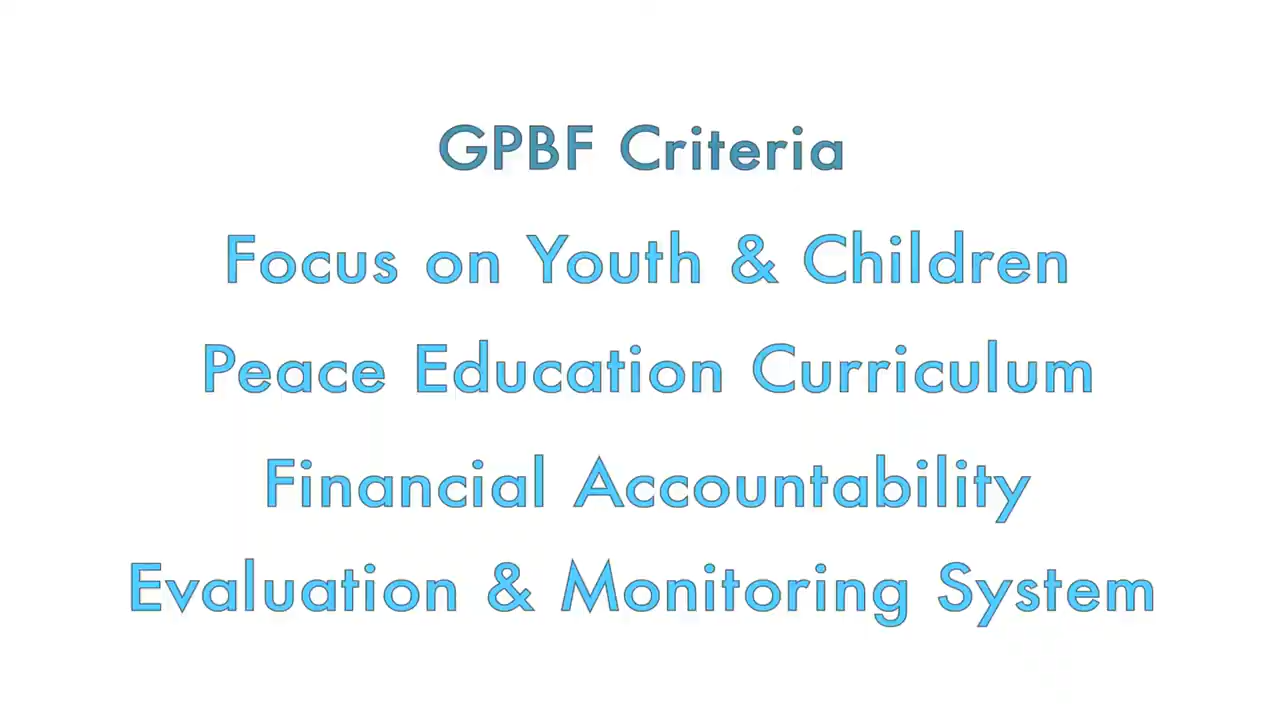 GPBF Criteria
Focus on Youth & Children
Peace Education Curriculum
Financial Accountability
Evaluation & Monitoring System